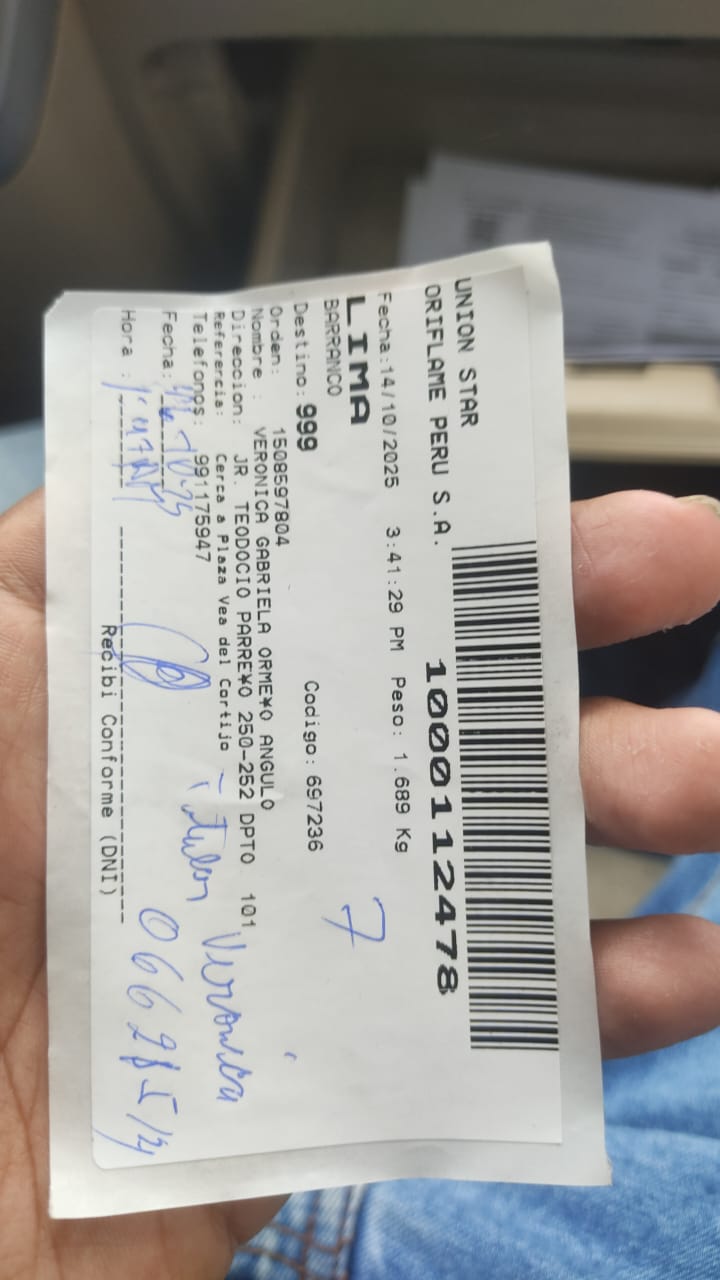 UNION STAR
ORIFLAME PERU S.A. 1000112478
Fecha:14/10/2025 3:41:29 PM Peso: 1.689 Kg
LIMA
BARRANCO
7
Destino: 999 Codigo: 697236
Orden: 1508597804
Nombre : VERONICA GABRIELA ORME¥O ANGULO
Direccion: JR. TEODOCIO PARRE¥O 250-252 DPTO. 101
Referencia: Cerca a Plaza Vea del Cortijo
Telefonos: 991175947
titular Verónica
Fecha:
Hora :
Recibi Conforme (DNI)